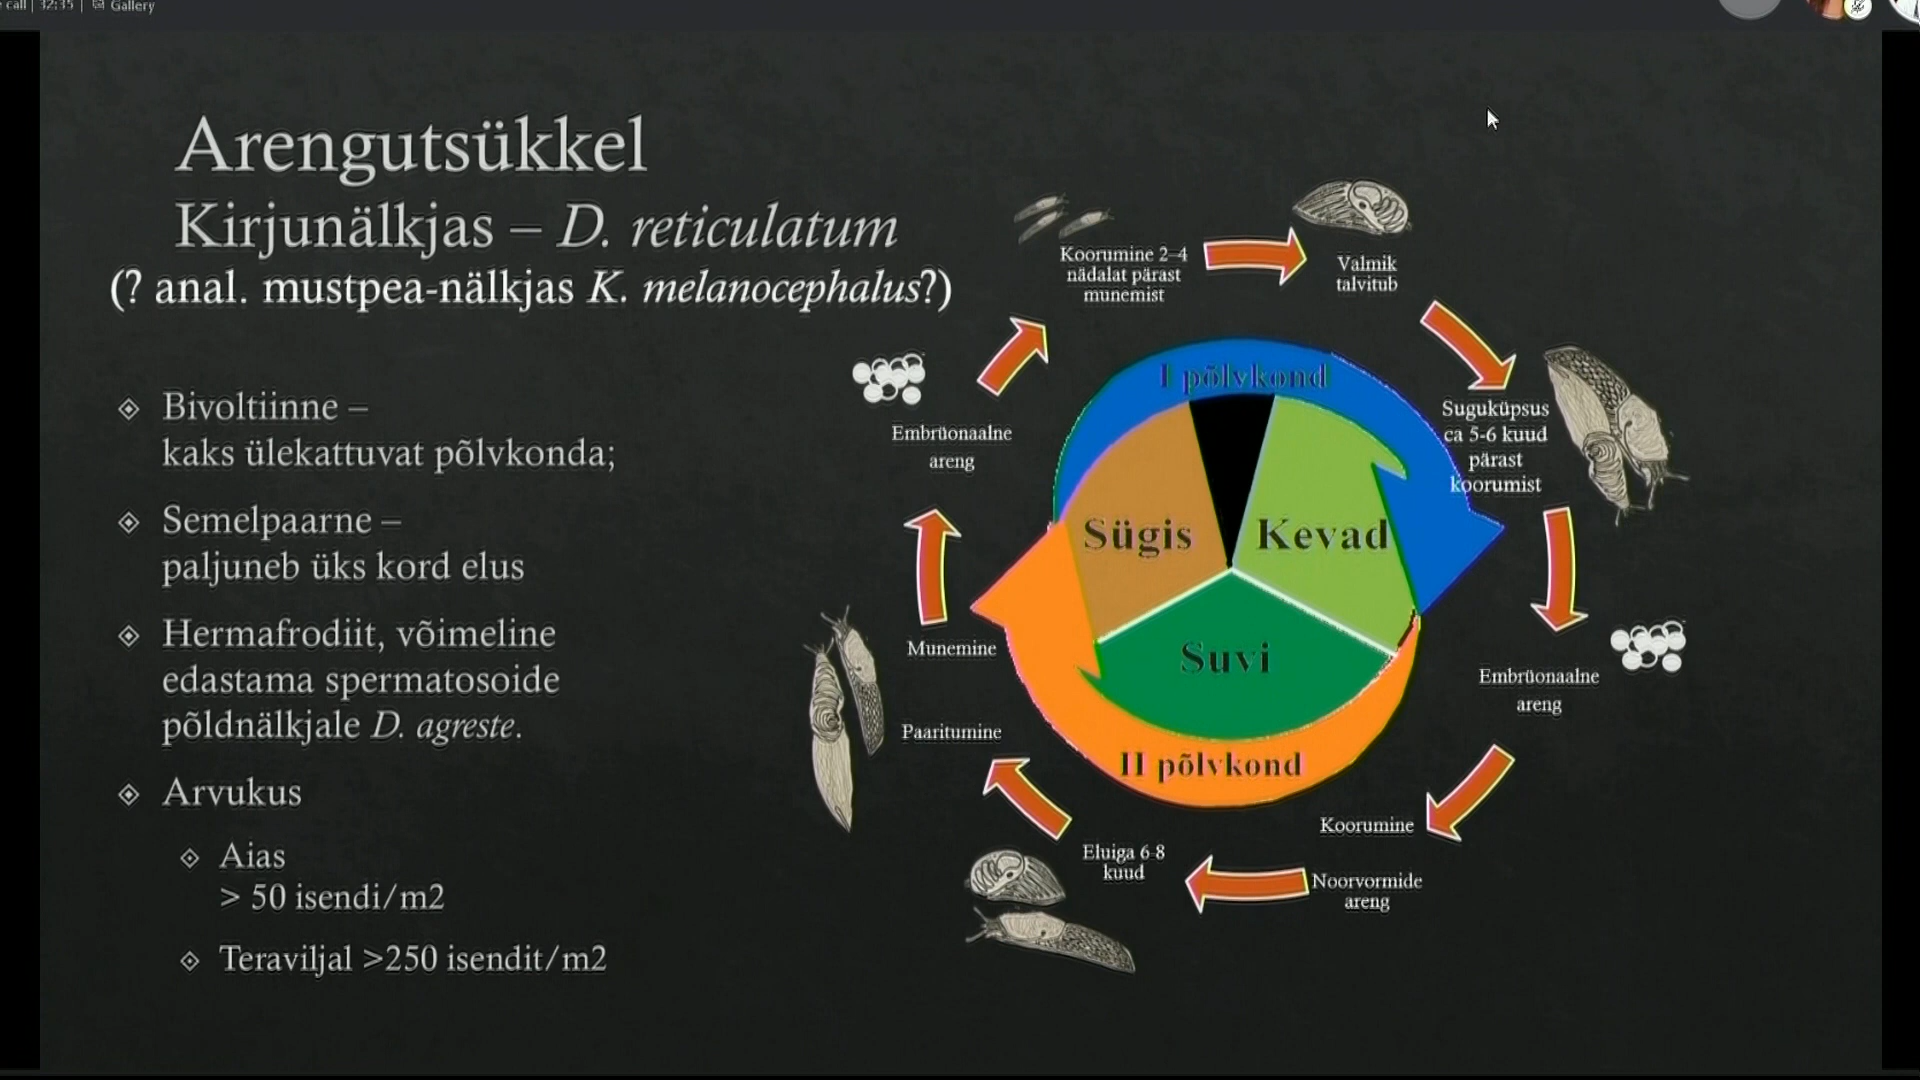 call | 32:35 | Gallery
Arengutsükkel
Kirjunälkjas – D. reticulatum
(? anal. mustpea-nälkjas K. melanocephalus?)
Bivoltiinne –
kaks ülekattuvat põlvkonda;
Semelpaarne –
paljuneb üks kord elus
Hermafrodiit, võimeline
edastama spermatosoide
põldnälkjale D. agreste.
Arvukus
Aias
> 50 isendi/m2
Teraviljal >250 isendit/m2
Koorumine 2-4
nädalat pärast
munemist
Valmik
talvitub
Suguküpsus
ca 5-6 kuud
pärast
koorumist
Embrüonaalne
areng
Koorumine
Noorvormide
areng
Eluiga 6-8
kuud
Paaritumine
Munemine
Embrüonaalne
areng
I põlvkond
Sügis
Kevad
Suvi
II põlvkond